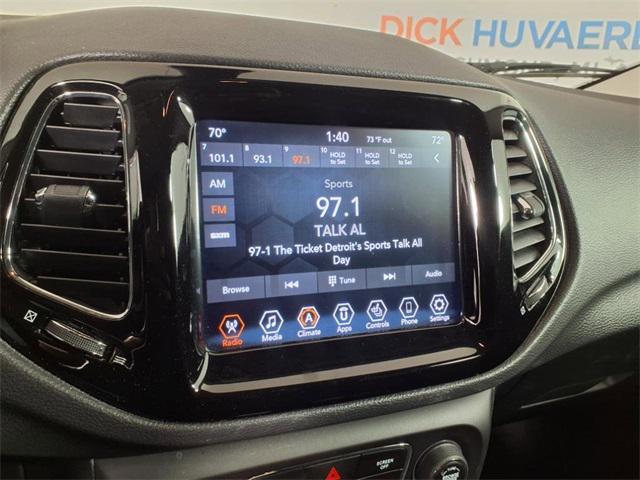 DICK HUVAERE
70° 1:40 73°F out 72°
7 8 9 10 11 12
101.1 93.1 97.1 HOLD to Set HOLD to Set HOLD to Set
AM
Sports
FM
97.1
sxm
TALK AL
97-1 The Ticket Detroit's Sports Talk All
Day
Browse Tune Audio
Radio Media Climate Apps Controls Phone Settings
A U
SCREEN
OFF